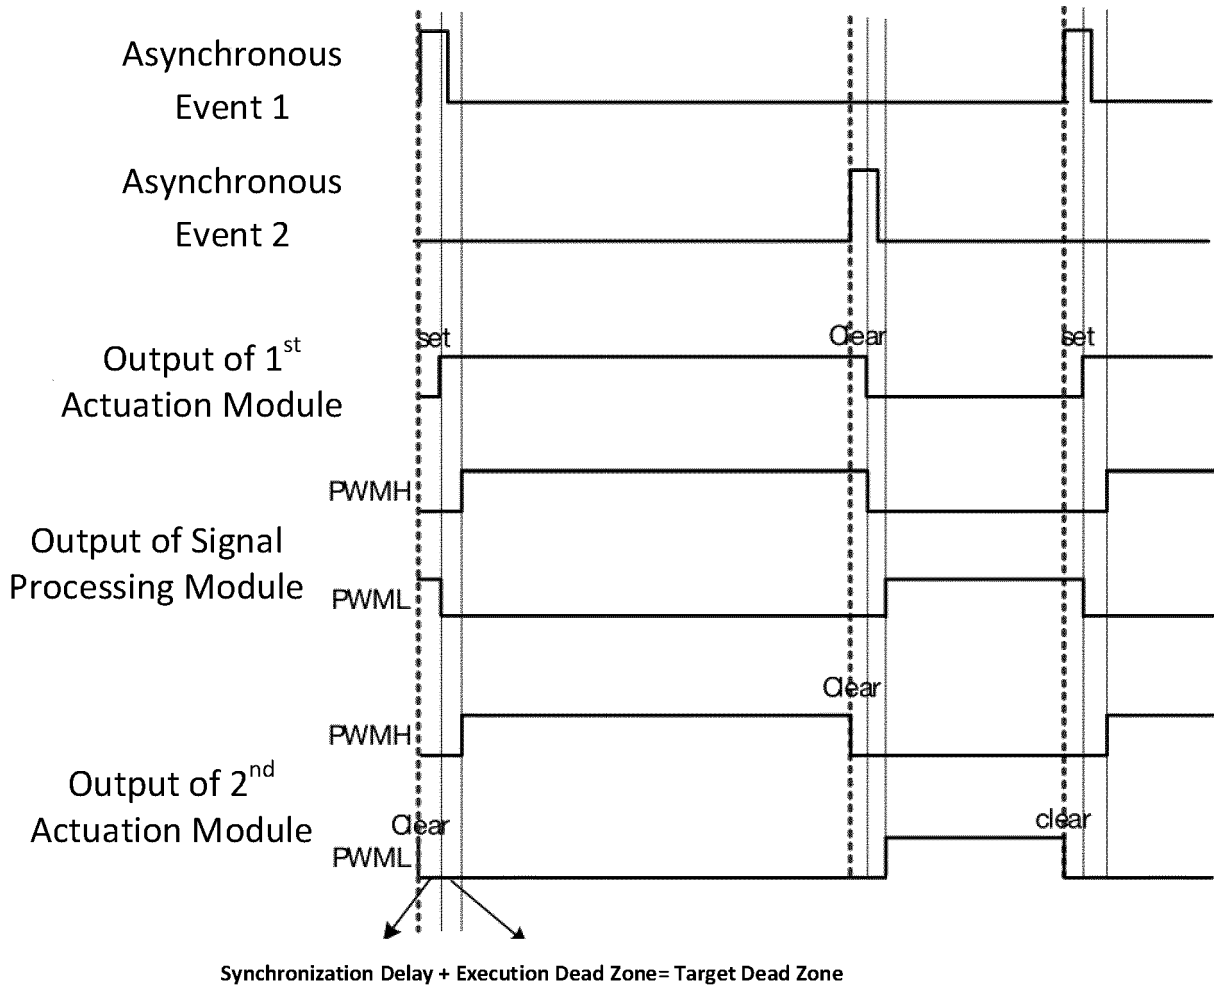 Asynchronous
Event 1
Asynchronous
Event 2
set
Clear
set
Output of 1st
Actuation Module
PWMH
Output of Signal
Processing Module
PWML
Clear
PWMH
Output of 2nd
Actuation Module
Clear
clear
PWML
Synchronization Delay + Execution Dead Zone= Target Dead Zone